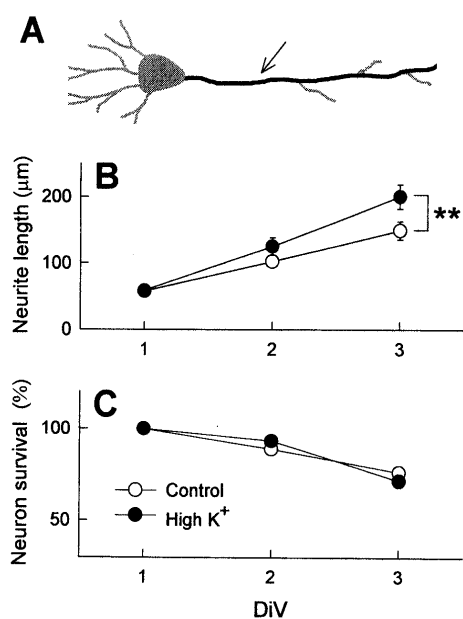 A
B
Neurite length (μm)
200
100
0
**
1 2 3
C
Neuron survival (%)
100
50
Control
High K⁺
1 2 3
DiV